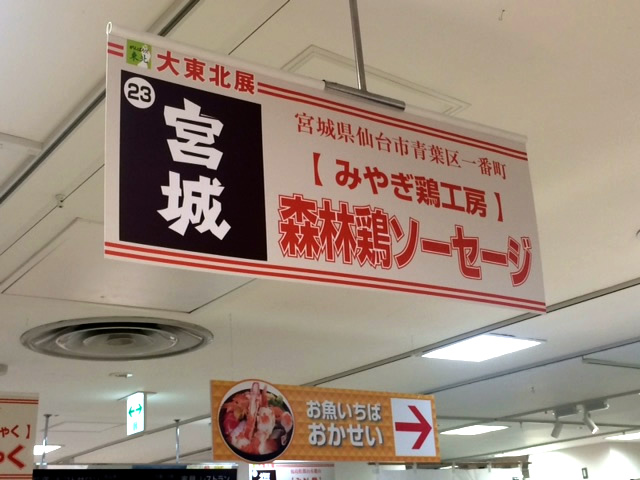 大東北展
23
宮城
宮城県仙台市青葉区一番町
【みやぎ鶏工房】
森林鶏ソーセージ
お魚いちば
おかせい